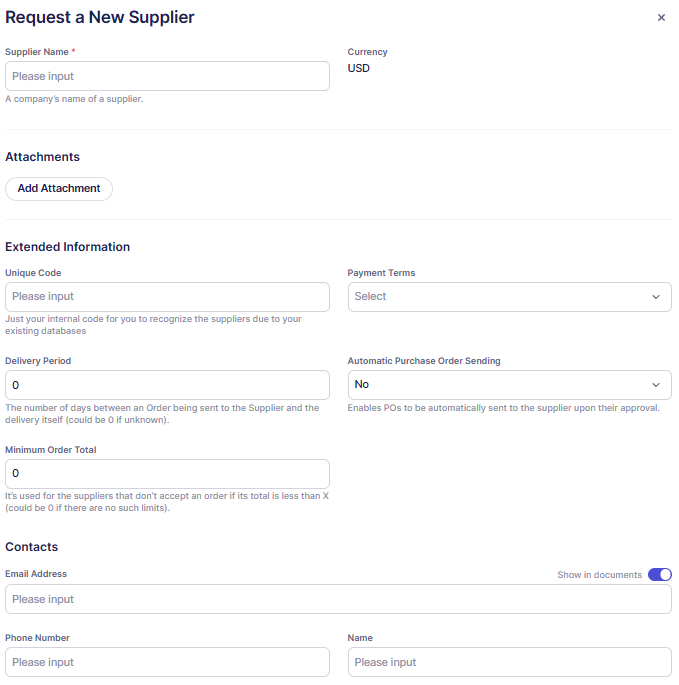 Request a New Supplier
Supplier Name *
Currency
Please input
USD
A company's name of a supplier.
Attachments
Add Attachment
Extended Information
Unique Code
Payment Terms
Please input
Select
Just your internal code for you to recognize the suppliers due to your
existing databases
Delivery Period
Automatic Purchase Order Sending
0
No
The number of days between an Order being sent to the Supplier and the
delivery itself (could be 0 if unknown).
Enables POs to be automatically sent to the supplier upon their approval.
Minimum Order Total
0
It's used for the suppliers that don't accept an order if its total is less than X
(could be 0 if there are no such limits).
Contacts
Email Address
Show in documents
Please input
Phone Number
Name
Please input
Please input